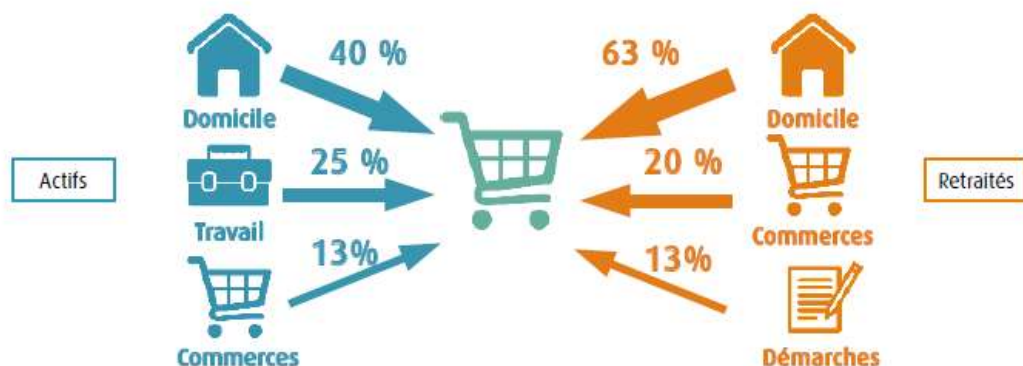 40 %
63 %
Domicile
Domicile
25 %
20 %
Actifs
Retraités
Travail
Commerces
13%
13%
Commerces
Démarches